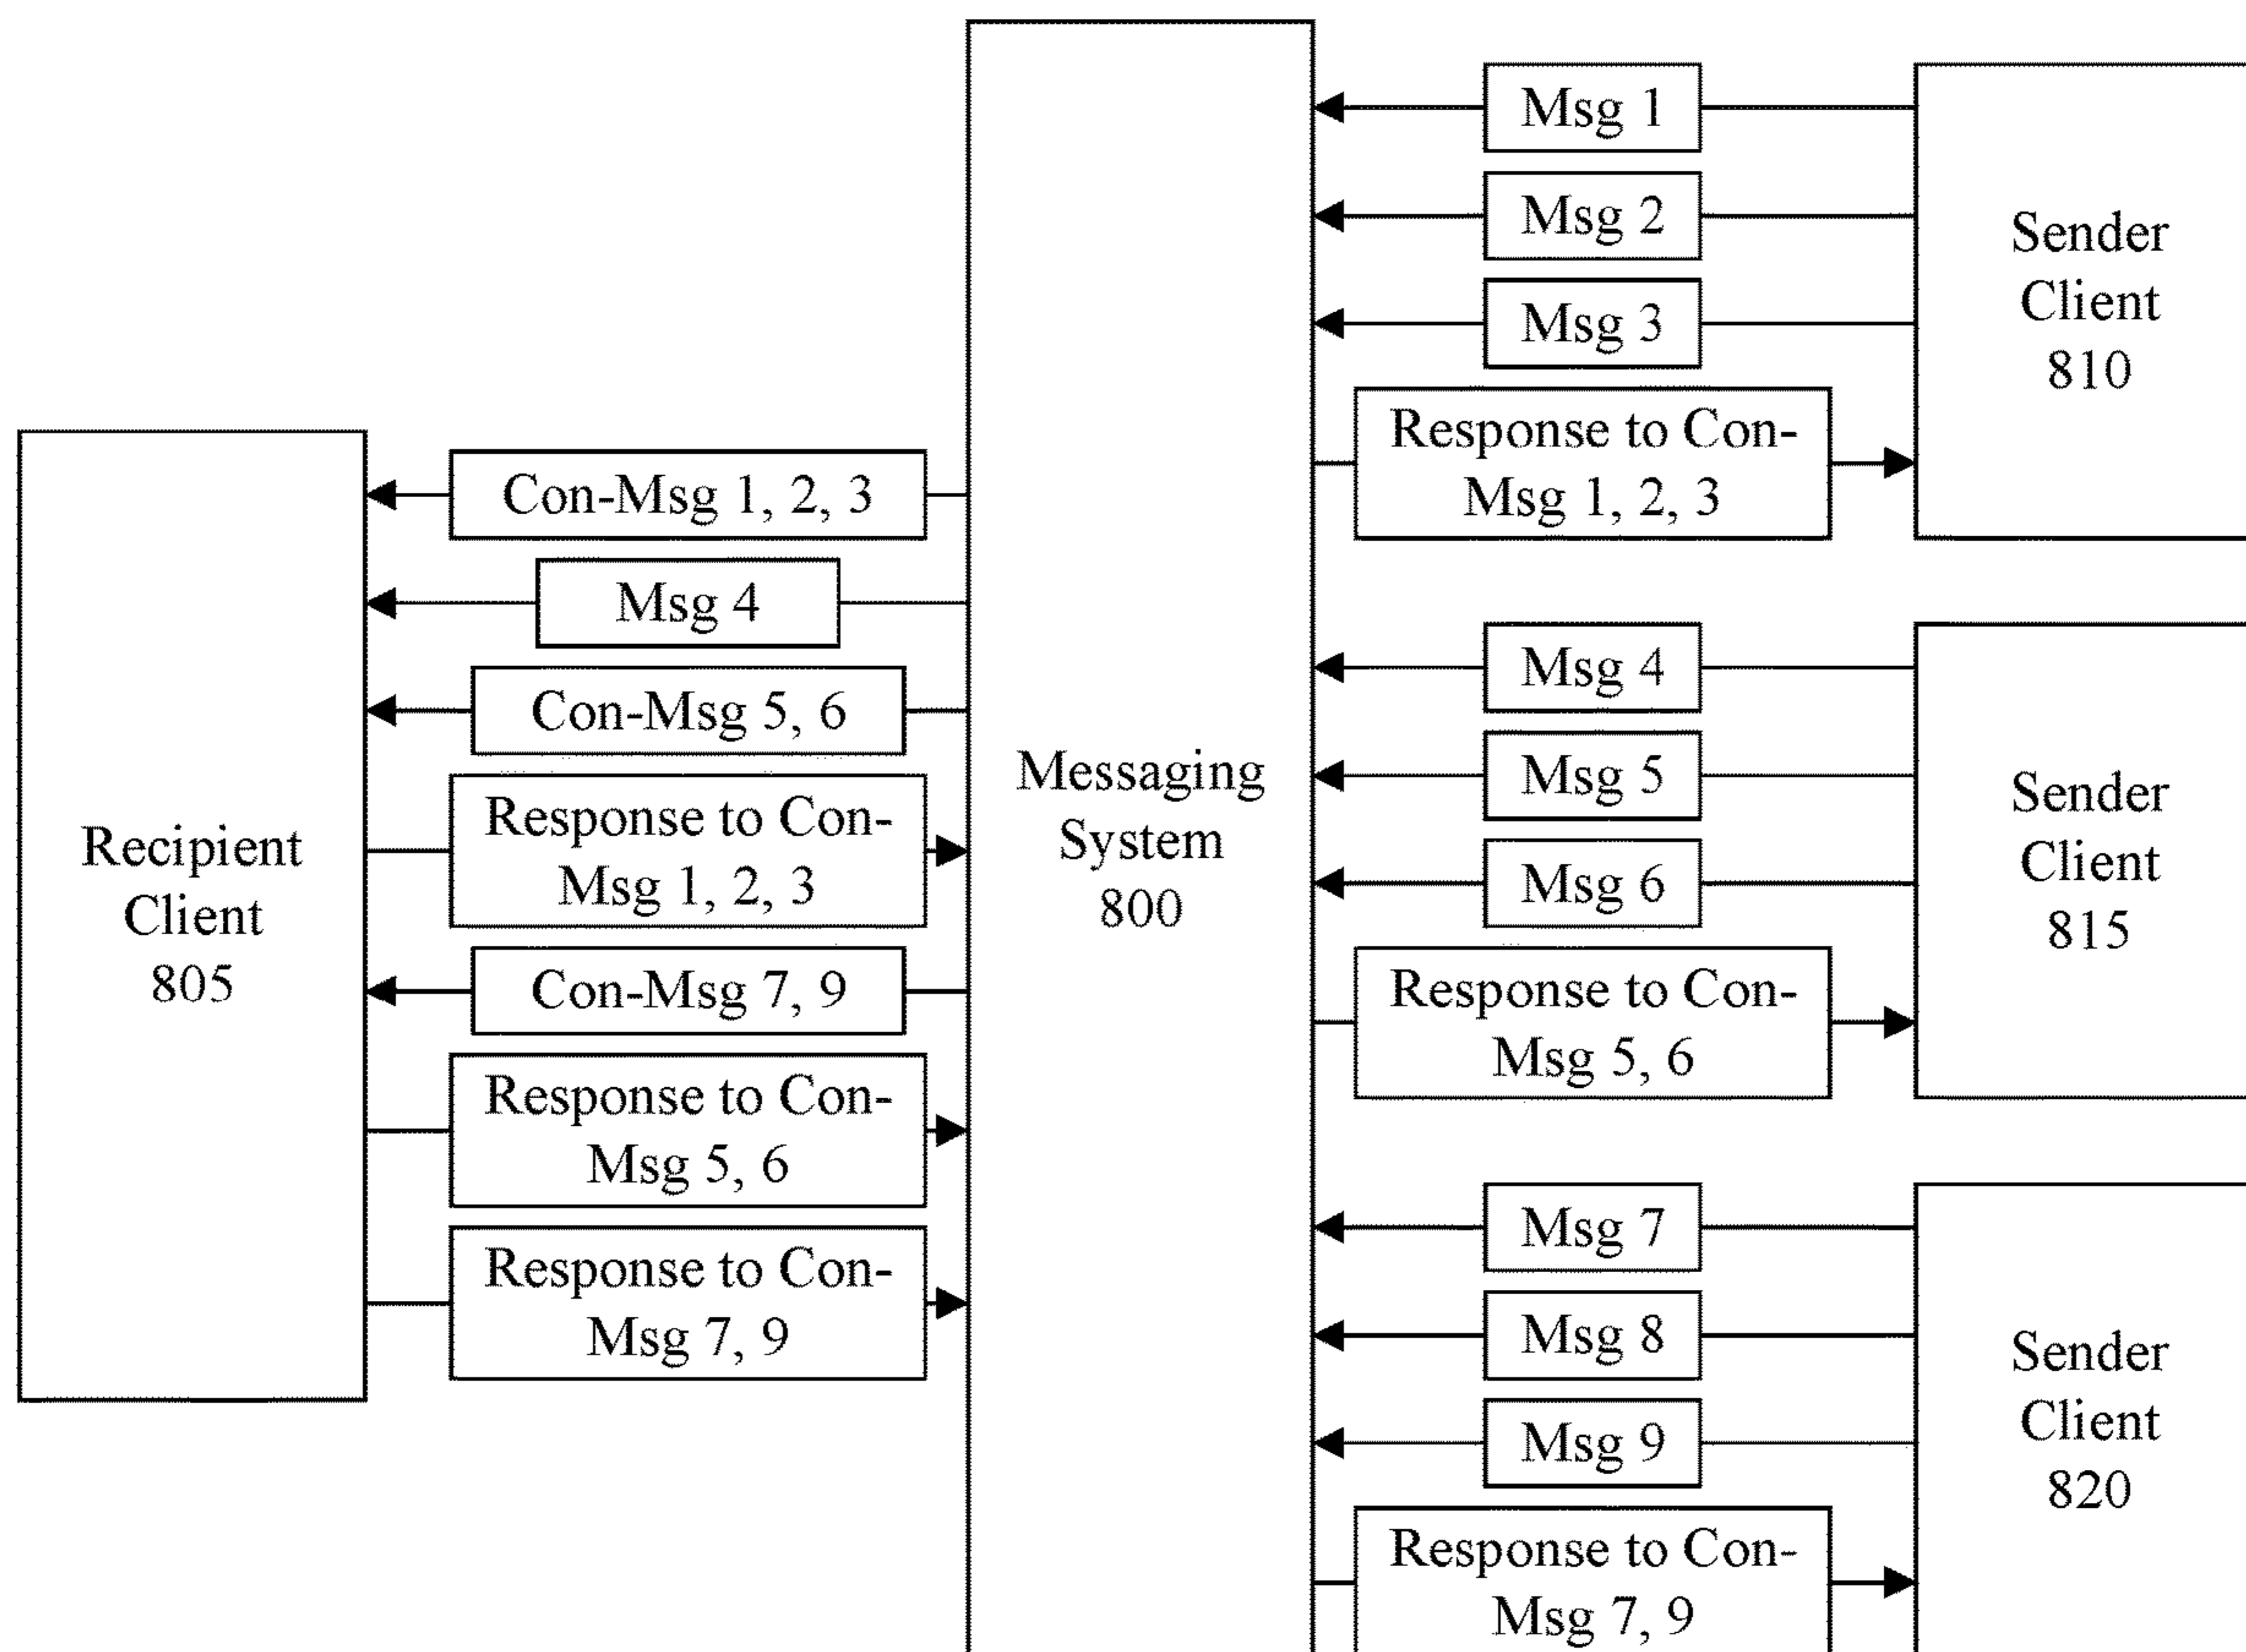 Recipient
Client
805
Con-Msg 1, 2, 3
Msg 4
Con-Msg 5, 6
Response to Con-
Msg 1, 2, 3
Con-Msg 7, 9
Response to Con-
Msg 5, 6
Response to Con-
Msg 7, 9
Messaging
System
800
Msg 1
Msg 2
Msg 3
Response to Con-
Msg 1, 2, 3
Sender
Client
810
Msg 4
Msg 5
Msg 6
Response to Con-
Msg 5, 6
Sender
Client
815
Msg 7
Msg 8
Msg 9
Response to Con-
Msg 7, 9
Sender
Client
820